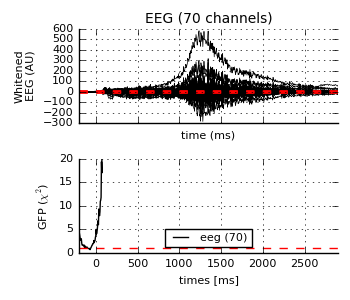 EEG (70 channels)
Whitened
EEG (AU)
600
500
400
300
200
100
0
−100
−200
−300
time (ms)
GFP (χ²)
20
15
10
5
0
eeg (70)
0 500 1000 1500 2000 2500
times [ms]